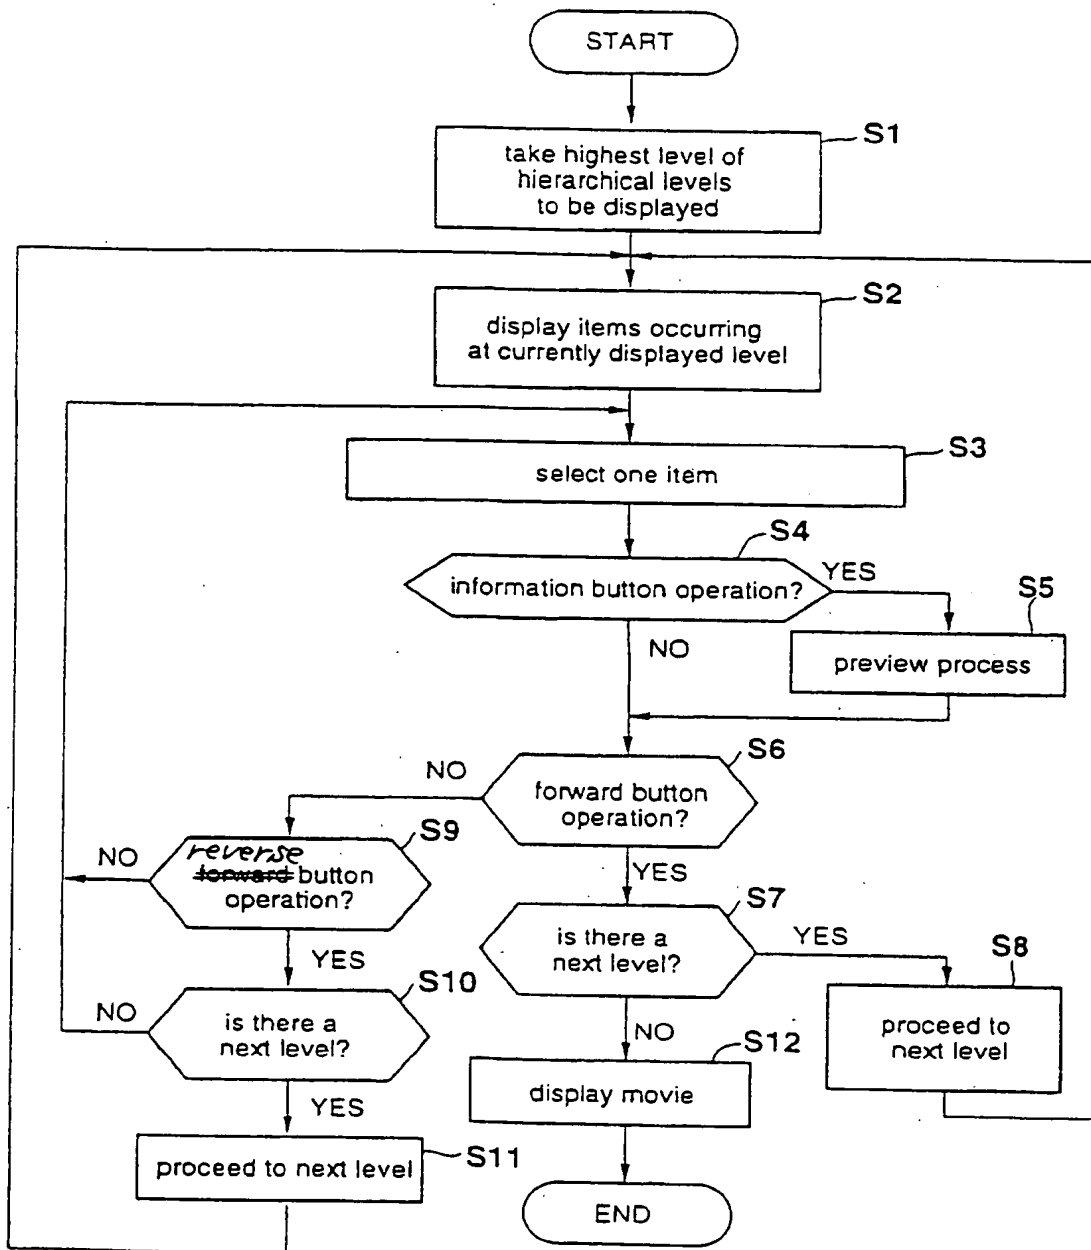 START
S1
take highest level of
hierarchical levels
to be displayed
S2
display items occurring
at currently displayed level
S3
select one item
S4
information button operation?
YES
S5
NO
preview process
S6
NO
forward button
operation?
S9
NO
reverse
forward button
operation?
YES
S7
is there a
next level?
YES
S8
YES
S10
NO
is there a
next level?
proceed to
next level
NO
S12
display movie
YES
S11
proceed to next level
END